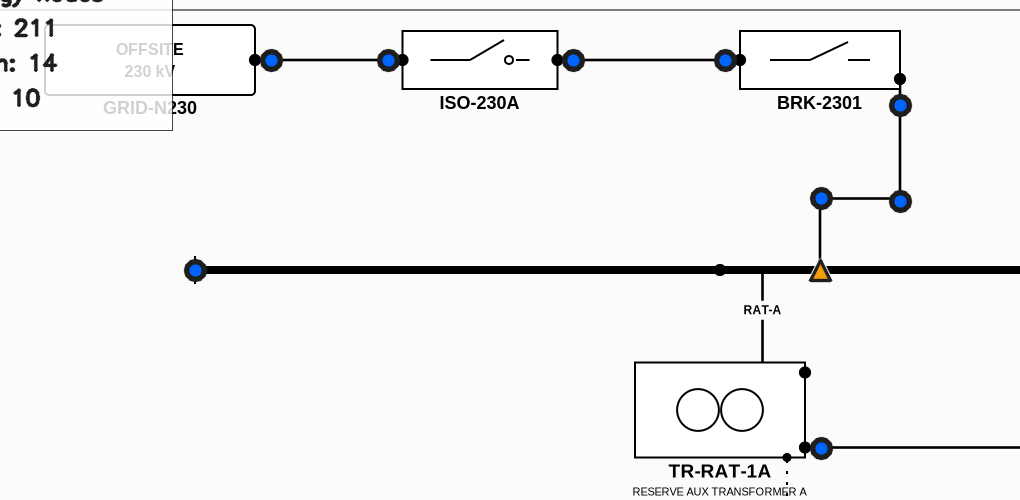 : 211
n: 14
10
OFFSITE
230 kV
GRID-N230
ISO-230A
BRK-2301
RAT-A
TR-RAT-1A
RESERVE AUX TRANSFORMER A